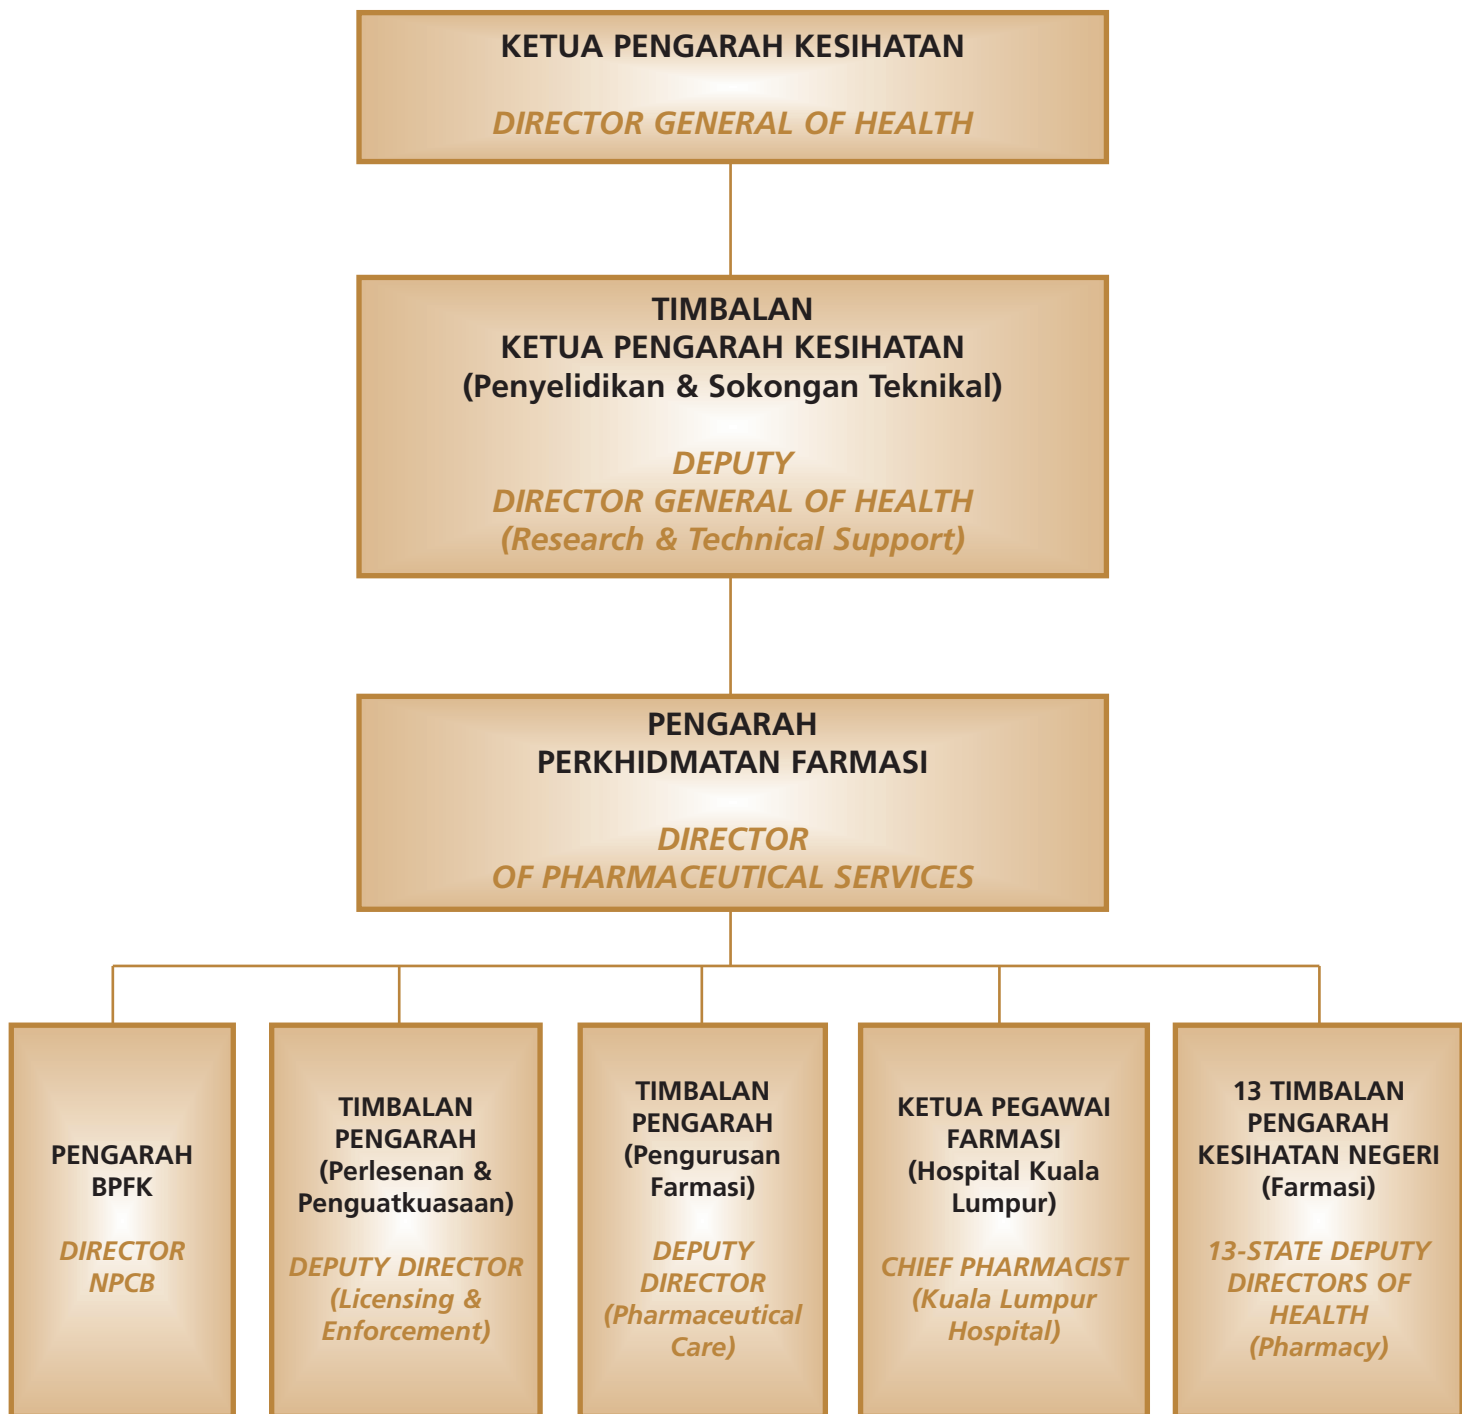 KETUA PENGARAH KESIHATAN
DIRECTOR GENERAL OF HEALTH
TIMBALAN
KETUA PENGARAH KESIHATAN
(Penyelidikan & Sokongan Teknikal)
DEPUTY
DIRECTOR GENERAL OF HEALTH
(Research & Technical Support)
PENGARAH
PERKHIDMATAN FARMASI
DIRECTOR
OF PHARMACEUTICAL SERVICES
PENGARAH
BPFK
DIRECTOR
NPCB
TIMBALAN
PENGARAH
(Perlesenan &
Penguatkuasaan)
DEPUTY DIRECTOR
(Licensing &
Enforcement)
TIMBALAN
PENGARAH
(Pengurusan
Farmasi)
DEPUTY
DIRECTOR
(Pharmaceutical
Care)
KETUA PEGAWAI
FARMASI
(Hospital Kuala
Lumpur)
CHIEF PHARMACIST
(Kuala Lumpur
Hospital)
13 TIMBALAN
PENGARAH
KESIHATAN NEGERI
(Farmasi)
13-STATE DEPUTY
DIRECTORS OF
HEALTH
(Pharmacy)